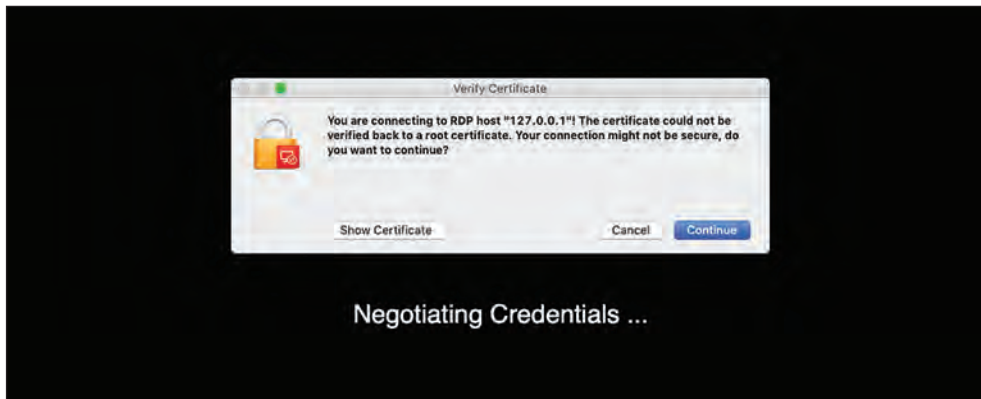 Verify Certificate
You are connecting to RDP host "127.0.0.1"! The certificate could not be
verified back to a root certificate. Your connection might not be secure, do
you want to continue?
Show Certificate
Cancel
Continue
Negotiating Credentials ...